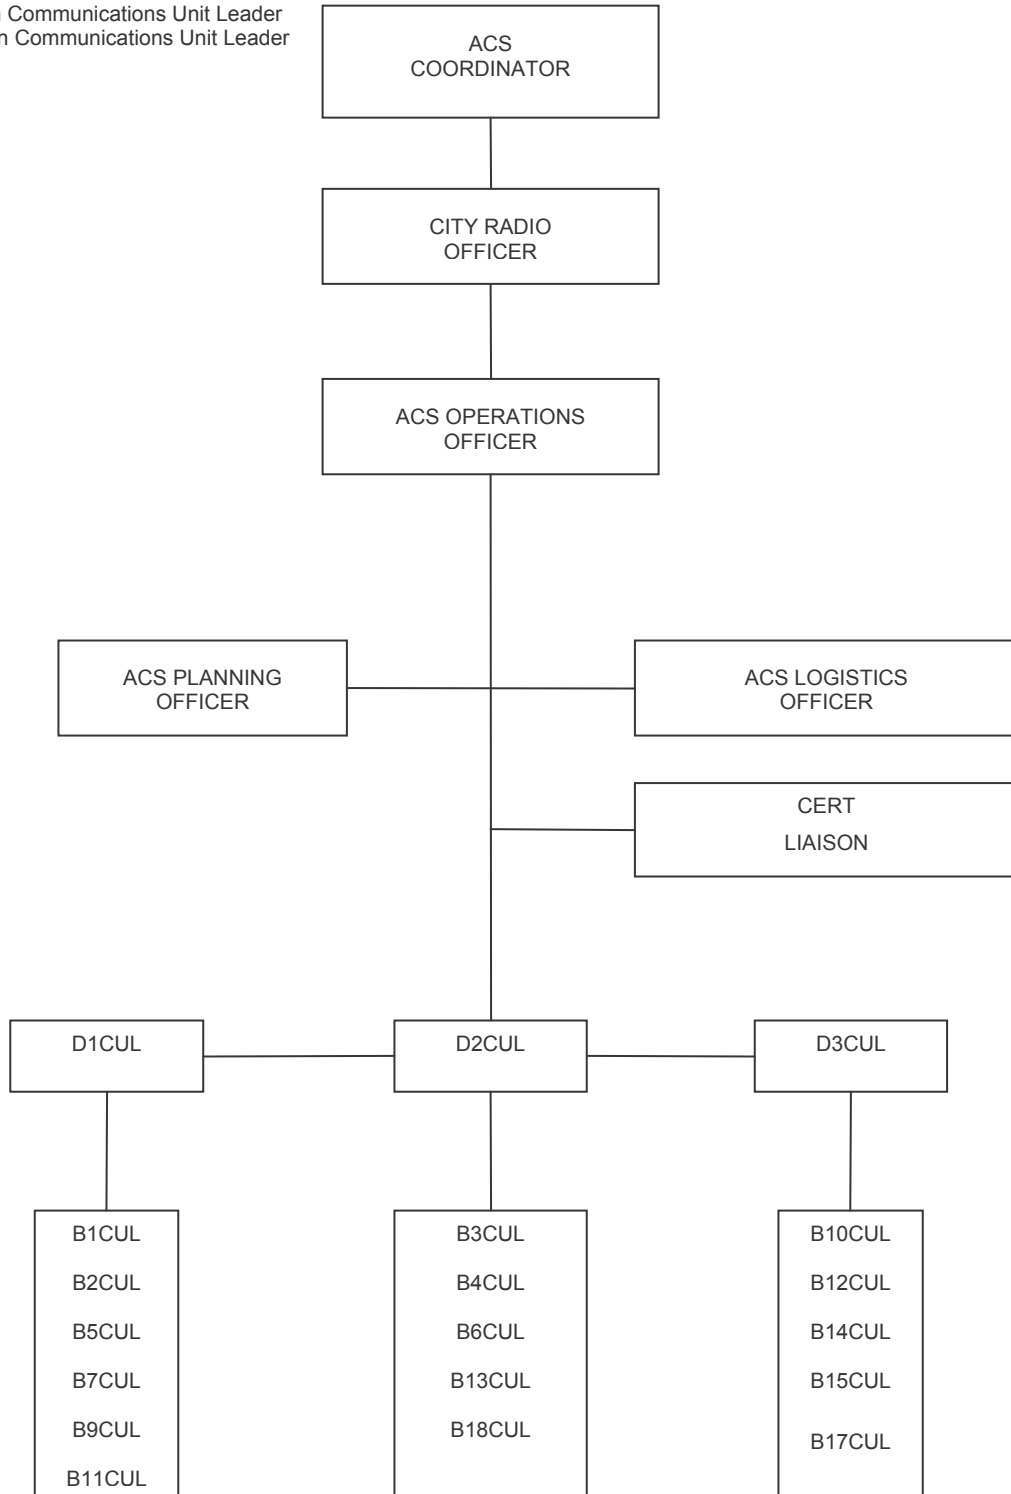 Communications Unit Leader
Communications Unit Leader
ACS
COORDINATOR
CITY RADIO
OFFICER
ACS OPERATIONS
OFFICER
ACS PLANNING
OFFICER
ACS LOGISTICS
OFFICER
CERT
LIAISON
D1CUL
D2CUL
D3CUL
B1CUL
B2CUL
B5CUL
B7CUL
B9CUL
B11CUL
B3CUL
B4CUL
B6CUL
B13CUL
B18CUL
B10CUL
B12CUL
B14CUL
B15CUL
B17CUL